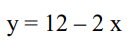 y = 12 – 2 x